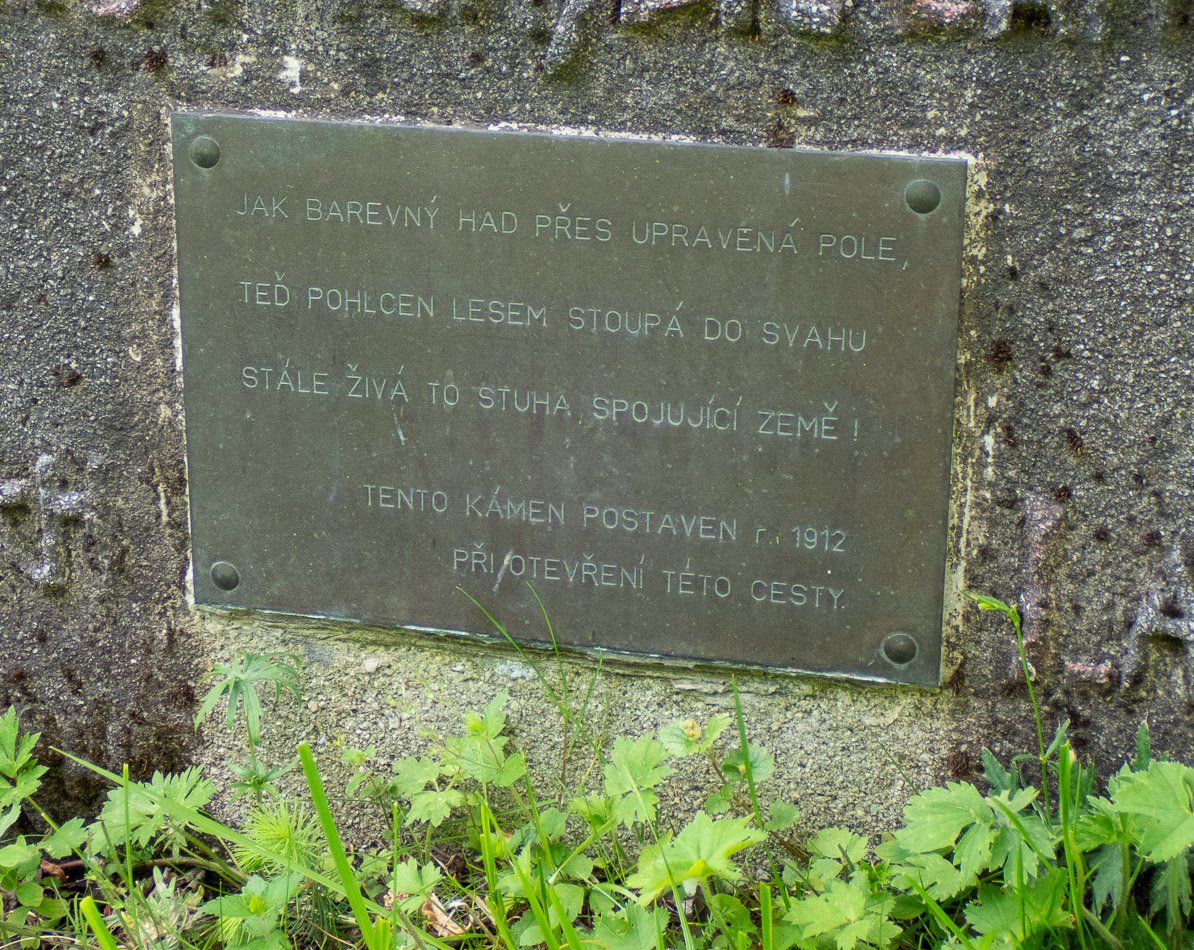 JAK BAREVNÝ HAD PŘES UPRAVENÁ POLE,
TEĎ POHLCEN LESEM STOUPÁ DO SVAHU
STÁLE ŽIVÁ TO STUHA, SPOJUJÍCÍ ZEMĚ !
TENTO KÁMEN POSTAVEN r. 1912
PŘI OTEVŘENÍ TÉTO CESTY.